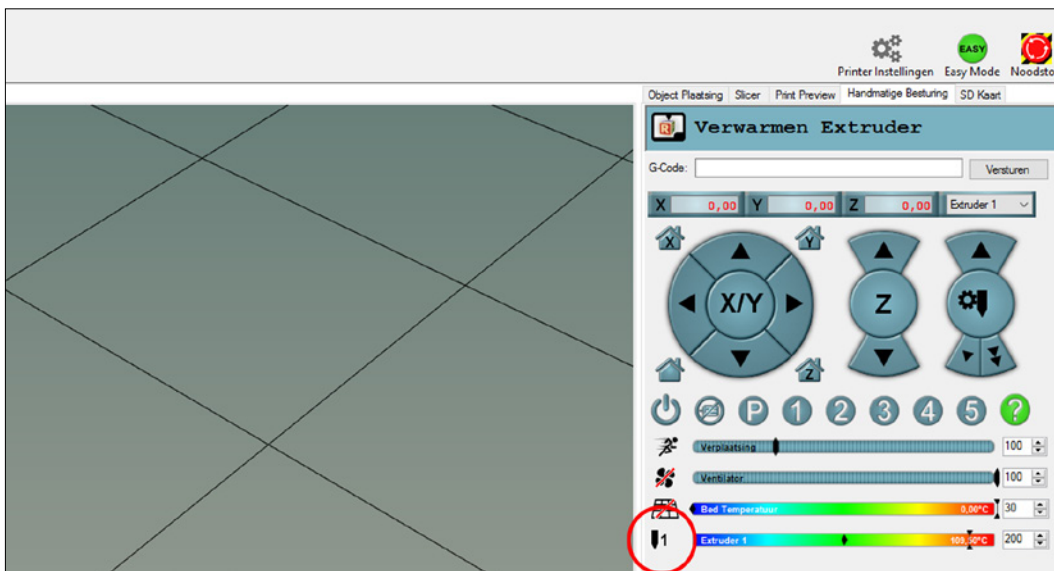 EASY
Printer Instellingen Easy Mode Noodsto
Object Plaatsing Slicer Print Preview Handmatige Besturing SD Kaart
R Verwarmen Extruder
G-Code: Versturen
X 0,00 Y 0,00 Z 0,00 Extruder 1
X Y
X/Y Z
Z
P 1 2 3 4 5 ?
Verplaatsing 100
Ventilator 100
Bed Temperatuur 0,00°C 30
1 Extruder 1 109,50°C 200